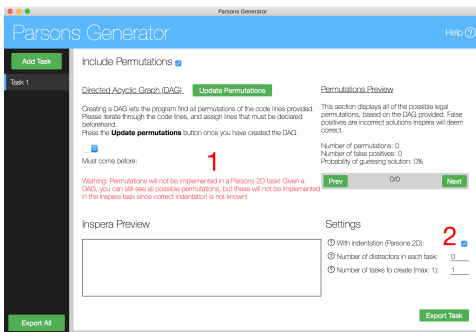 Parsons Generator
Parsons Generator
Help ?
Add Task
Task 1
Export All
Include Permutations
Directed Acyclic Graph (DAG)
Update Permutations
Creating a DAG lets the program find all permutations of the code lines provided.
Please iterate through the code lines, and assign lines that must be declared
beforehand.
Press the Update permutations button once you have created the DAG.
Must come before:
1
Warning: Permutations will not be implemented in a Parsons 2D task! Given a
DAG, you can still see all possible permutations, but these will not be implemented
in the Inspera task since correct indentation is not known!
Permutations Preview
This section displays all of the possible legal
permutations, based on the DAG provided. False
positives are incorrect solutions Inspera will deem
correct.
Number of permutations: 0
Number of false positives: 0
Probability of guessing solution: 0%
Prev
0/0
Next
Inspera Preview
Settings
2
? With indentation (Parsons 2D):
? Number of distractors in each task: 0
? Number of tasks to create (max: 1): 1
Export Task